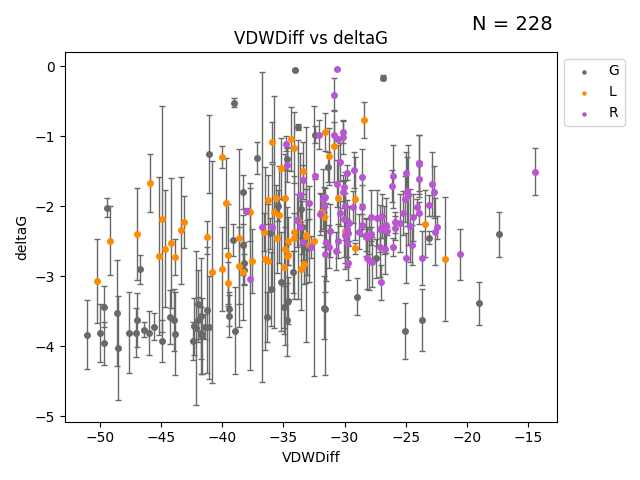 N = 228
VDWDiff vs deltaG
G
L
R
deltaG
0
−1
−2
−3
−4
−5
−50
−45
−40
−35
−30
−25
−20
−15
VDWDiff